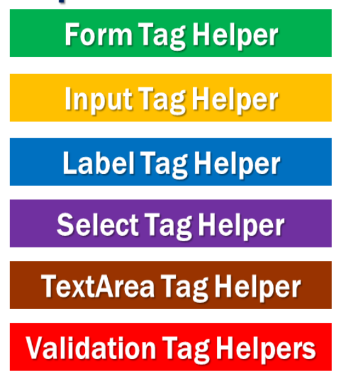 Form Tag Helper
Input Tag Helper
Label Tag Helper
Select Tag Helper
TextArea Tag Helper
Validation Tag Helpers